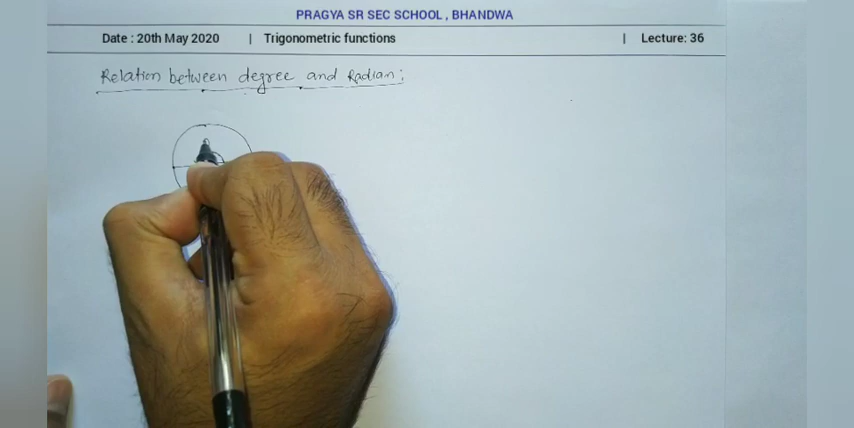 PRAGYA SR SEC SCHOOL , BHANDWA
Date : 20th May 2020 | Trigonometric functions | Lecture: 36
Relation between degree and Radian :